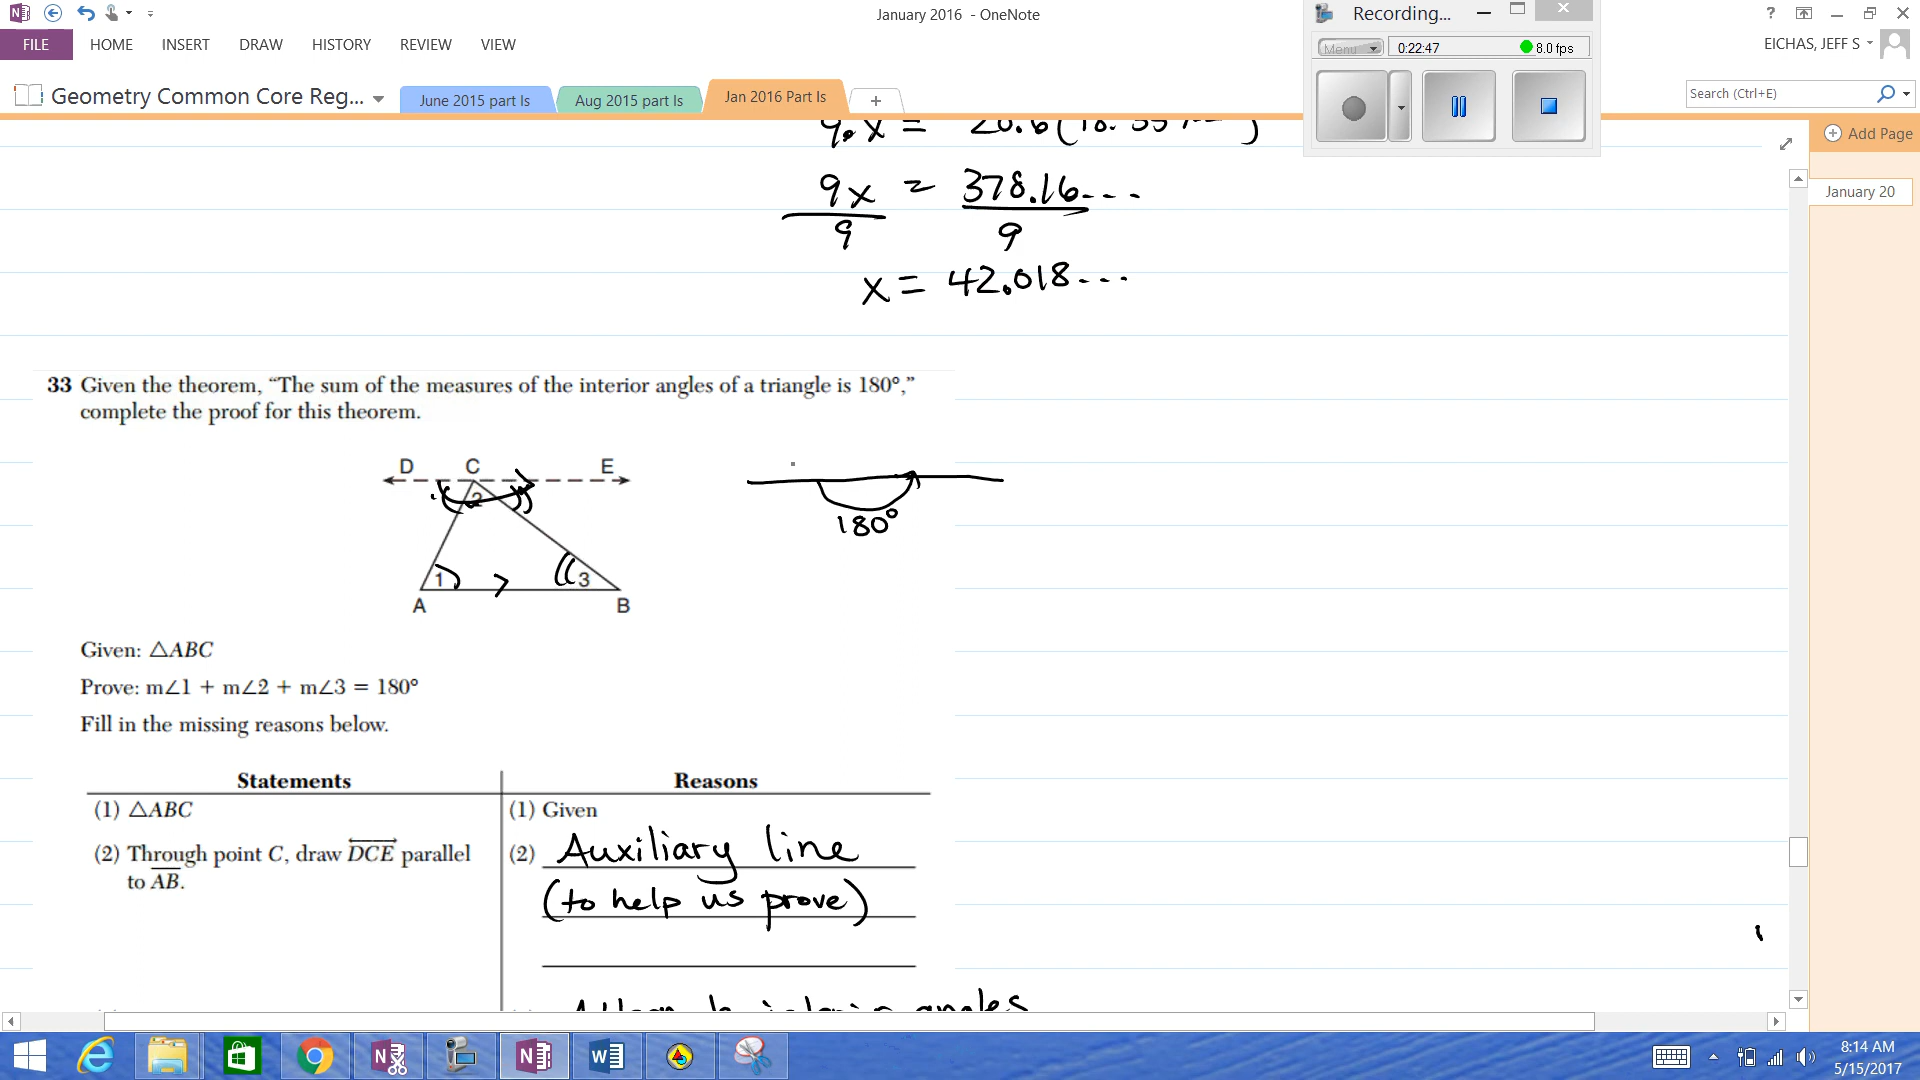 January 2016 - OneNote
Recording...
?
FILE HOME INSERT DRAW HISTORY REVIEW VIEW
Menu 0:22:47 8.0 fps
EICHAS, JEFF S
Geometry Common Core Reg...
June 2015 part Is
Aug 2015 part Is
Jan 2016 Part Is
+
Search (Ctrl+E)
Add Page
January 20
9x = 378.16...
9 9
x = 42.018...
33 Given the theorem, “The sum of the measures of the interior angles of a triangle is 180°,”
complete the proof for this theorem.
D C E
2
180°
1 3
A B
Given: △ABC
Prove: m∠1 + m∠2 + m∠3 = 180°
Fill in the missing reasons below.
Statements Reasons
(1) △ABC (1) Given
(2) Through point C, draw DCE parallel (2) Auxiliary line
to AB.
(to help us prove)
interior angles
8:14 AM
5/15/2017